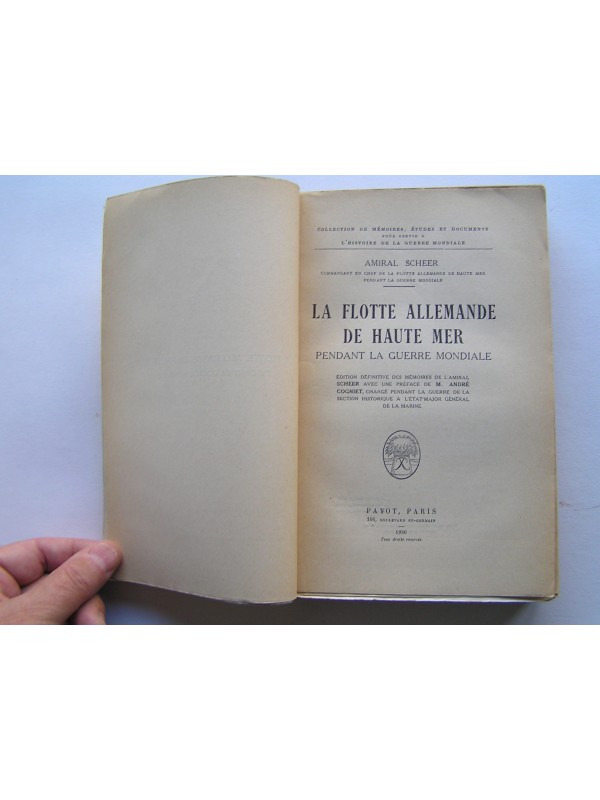 COLLECTION DE MÉMOIRES, ÉTUDES ET DOCUMENTS
POUR SERVIR A
L'HISTOIRE DE LA GUERRE MONDIALE
AMIRAL SCHEER
COMMANDANT EN CHEF DE LA FLOTTE ALLEMANDE DE HAUTE MER
PENDANT LA GUERRE MONDIALE
LA FLOTTE ALLEMANDE
DE HAUTE MER
PENDANT LA GUERRE MONDIALE
ÉDITION DÉFINITIVE DES MÉMOIRES DE L'AMIRAL
SCHEER AVEC UNE PRÉFACE DE M. ANDRÉ
COGNIET, CHARGÉ PENDANT LA GUERRE DE LA
SECTION HISTORIQUE A L'ÉTAT-MAJOR GÉNÉRAL
DE LA MARINE
PAYOT, PARIS
106, BOULEVARD ST-GERMAIN
Tous droits réservés